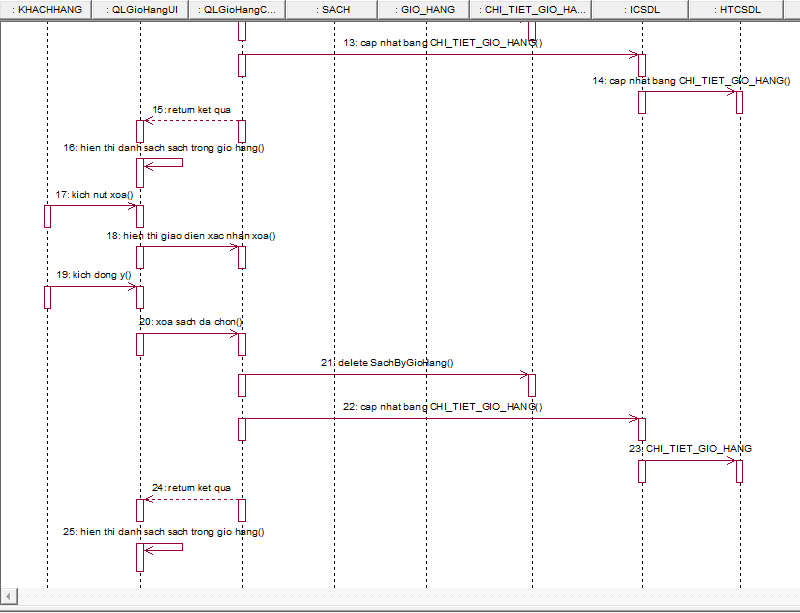 : KHACHHANG
: QLGioHangUI
: QLGioHangC...
: SACH
: GIO_HANG
: CHI_TIET_GIO_HA...
: ICSDL
: HTCSDL
13: cap nhat bang CHI_TIET_GIO_HANG()
14: cap nhat bang CHI_TIET_GIO_HANG()
15: return ket qua
16: hien thi danh sach sach trong gio hang()
17: kich nut xoa()
18: hien thi giao dien xac nhan xoa()
19: kich dong y()
20: xoa sach da chon()
21: delete SachByGioHang()
22: cap nhat bang CHI_TIET_GIO_HANG()
23: CHI_TIET_GIO_HANG
24: return ket qua
25: hien thi danh sach sach trong gio hang()